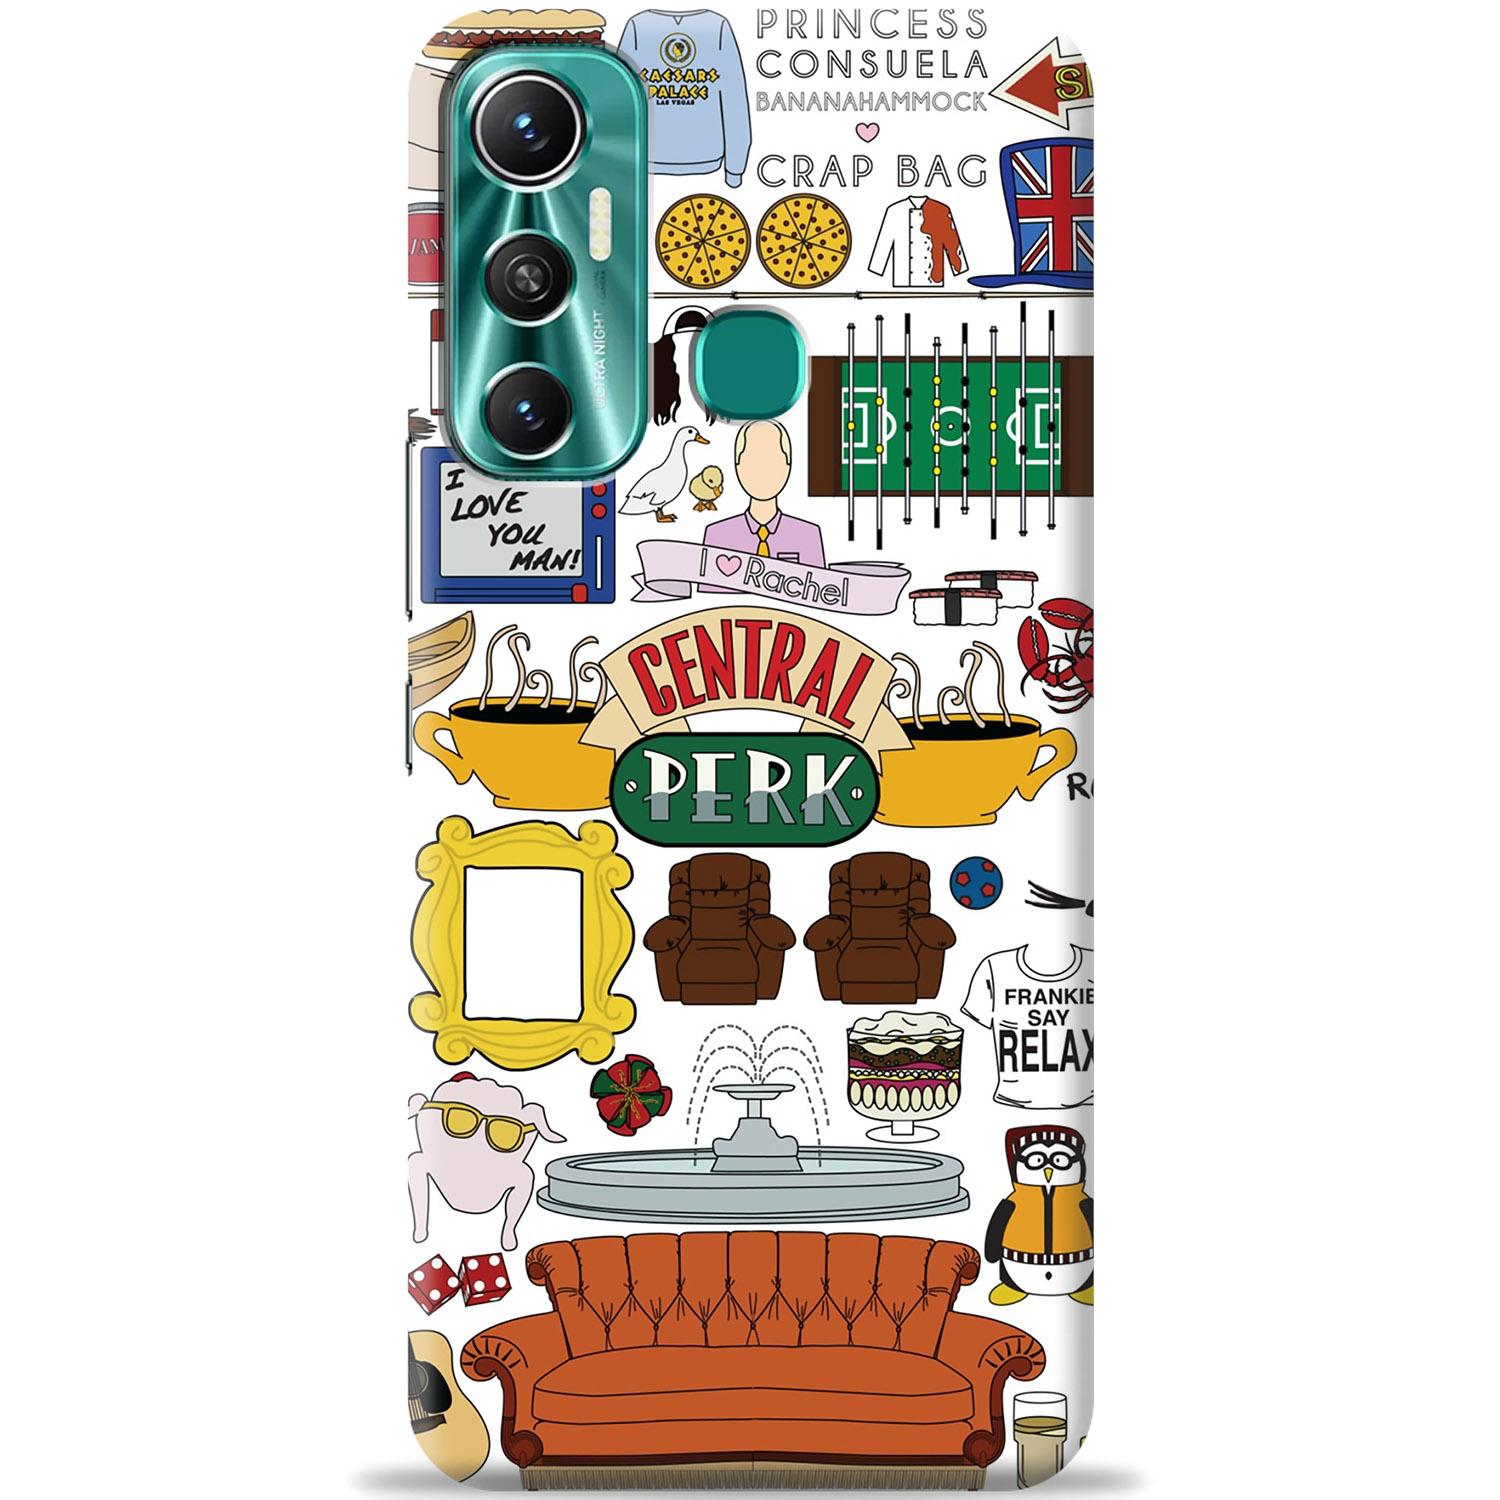 PRINCESS
CONSUELA
BANANAHAMMOCK
CRAP BAG
CAESARS
PALACE
LAS VEGAS
JAM
ULTRA NIGHT
I
LOVE
YOU
MAN!
I ♥ Rachel
CENTRAL
PERK
FRANKIE
SAY
RELAX